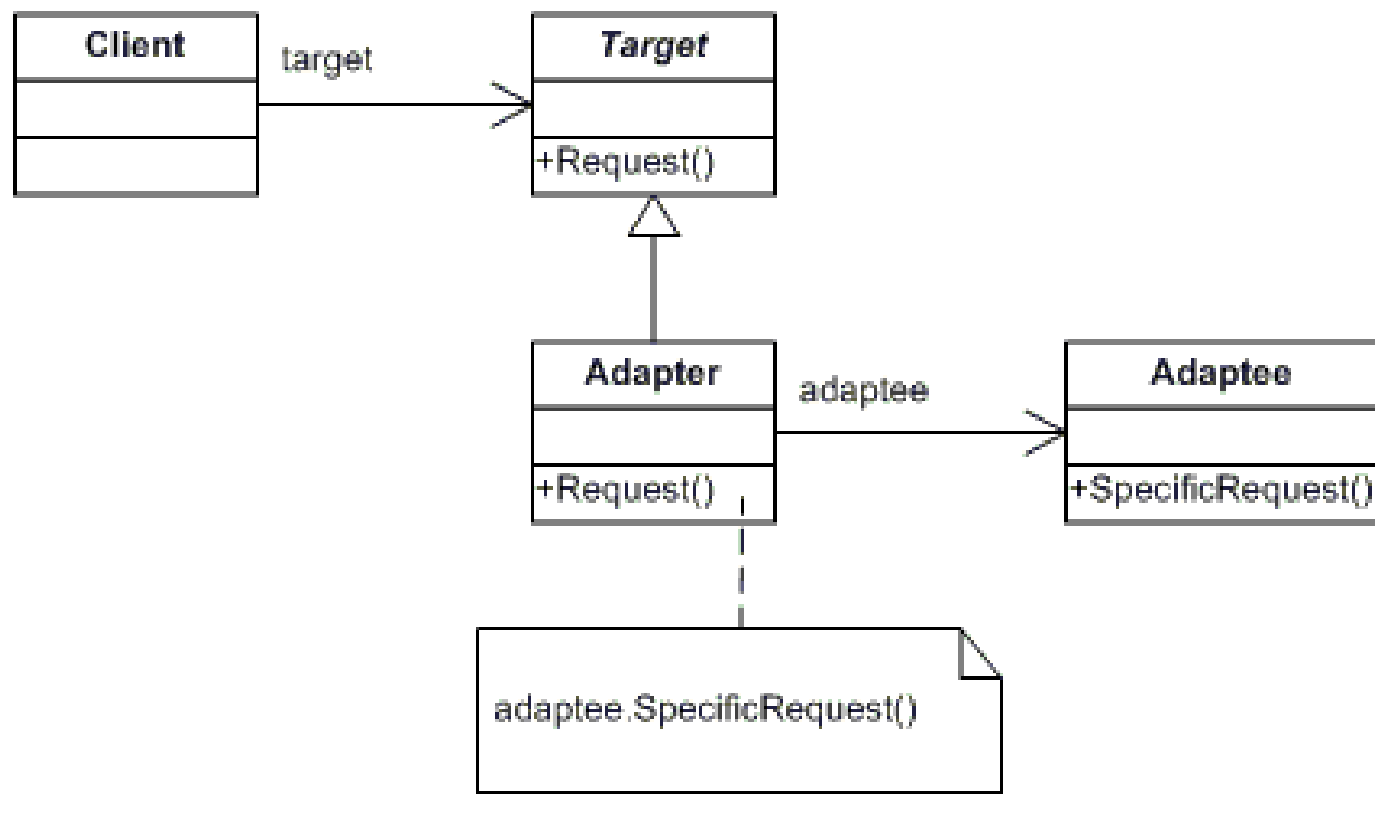 Client
target
Target
+Request()
Adapter
adaptee
Adaptee
+Request()
+SpecificRequest()
adaptee.SpecificRequest()